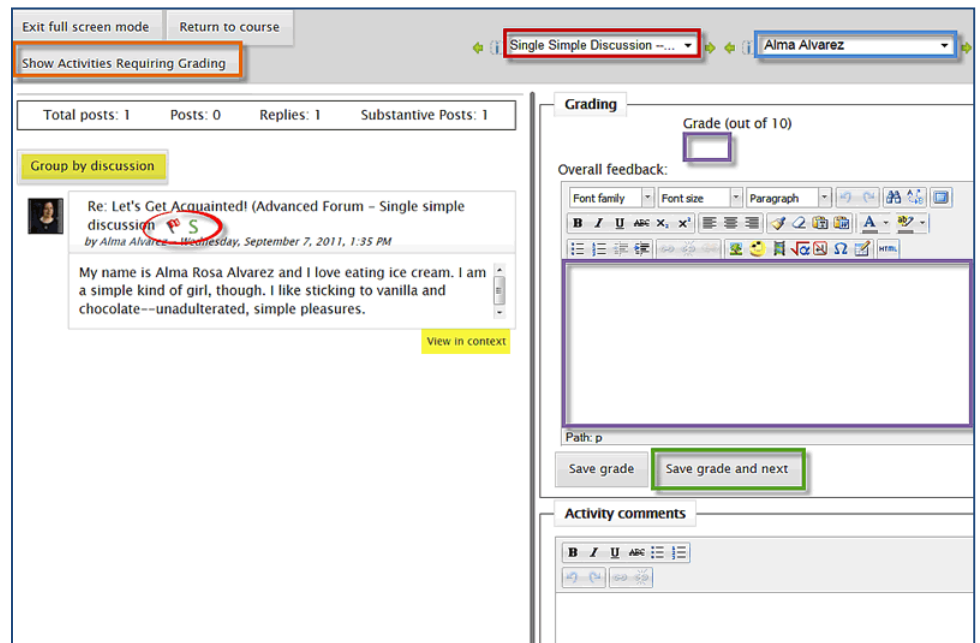 Exit full screen mode Return to course
Single Simple Discussion --... Alma Alvarez
Show Activities Requiring Grading
Total posts: 1 Posts: 0 Replies: 1 Substantive Posts: 1
Group by discussion
Re: Let's Get Acquainted! (Advanced Forum - Single simple
discussion S
by Alma Alvarez - Wednesday, September 7, 2011, 1:35 PM
My name is Alma Rosa Alvarez and I love eating ice cream. I am
a simple kind of girl, though. I like sticking to vanilla and
chocolate--unadulterated, simple pleasures.
View in context
Grading
Grade (out of 10)
Overall feedback:
Font family Font size Paragraph
B I U ABC X₂ X²
HTML
Path: p
Save grade Save grade and next
Activity comments
B I U ABC